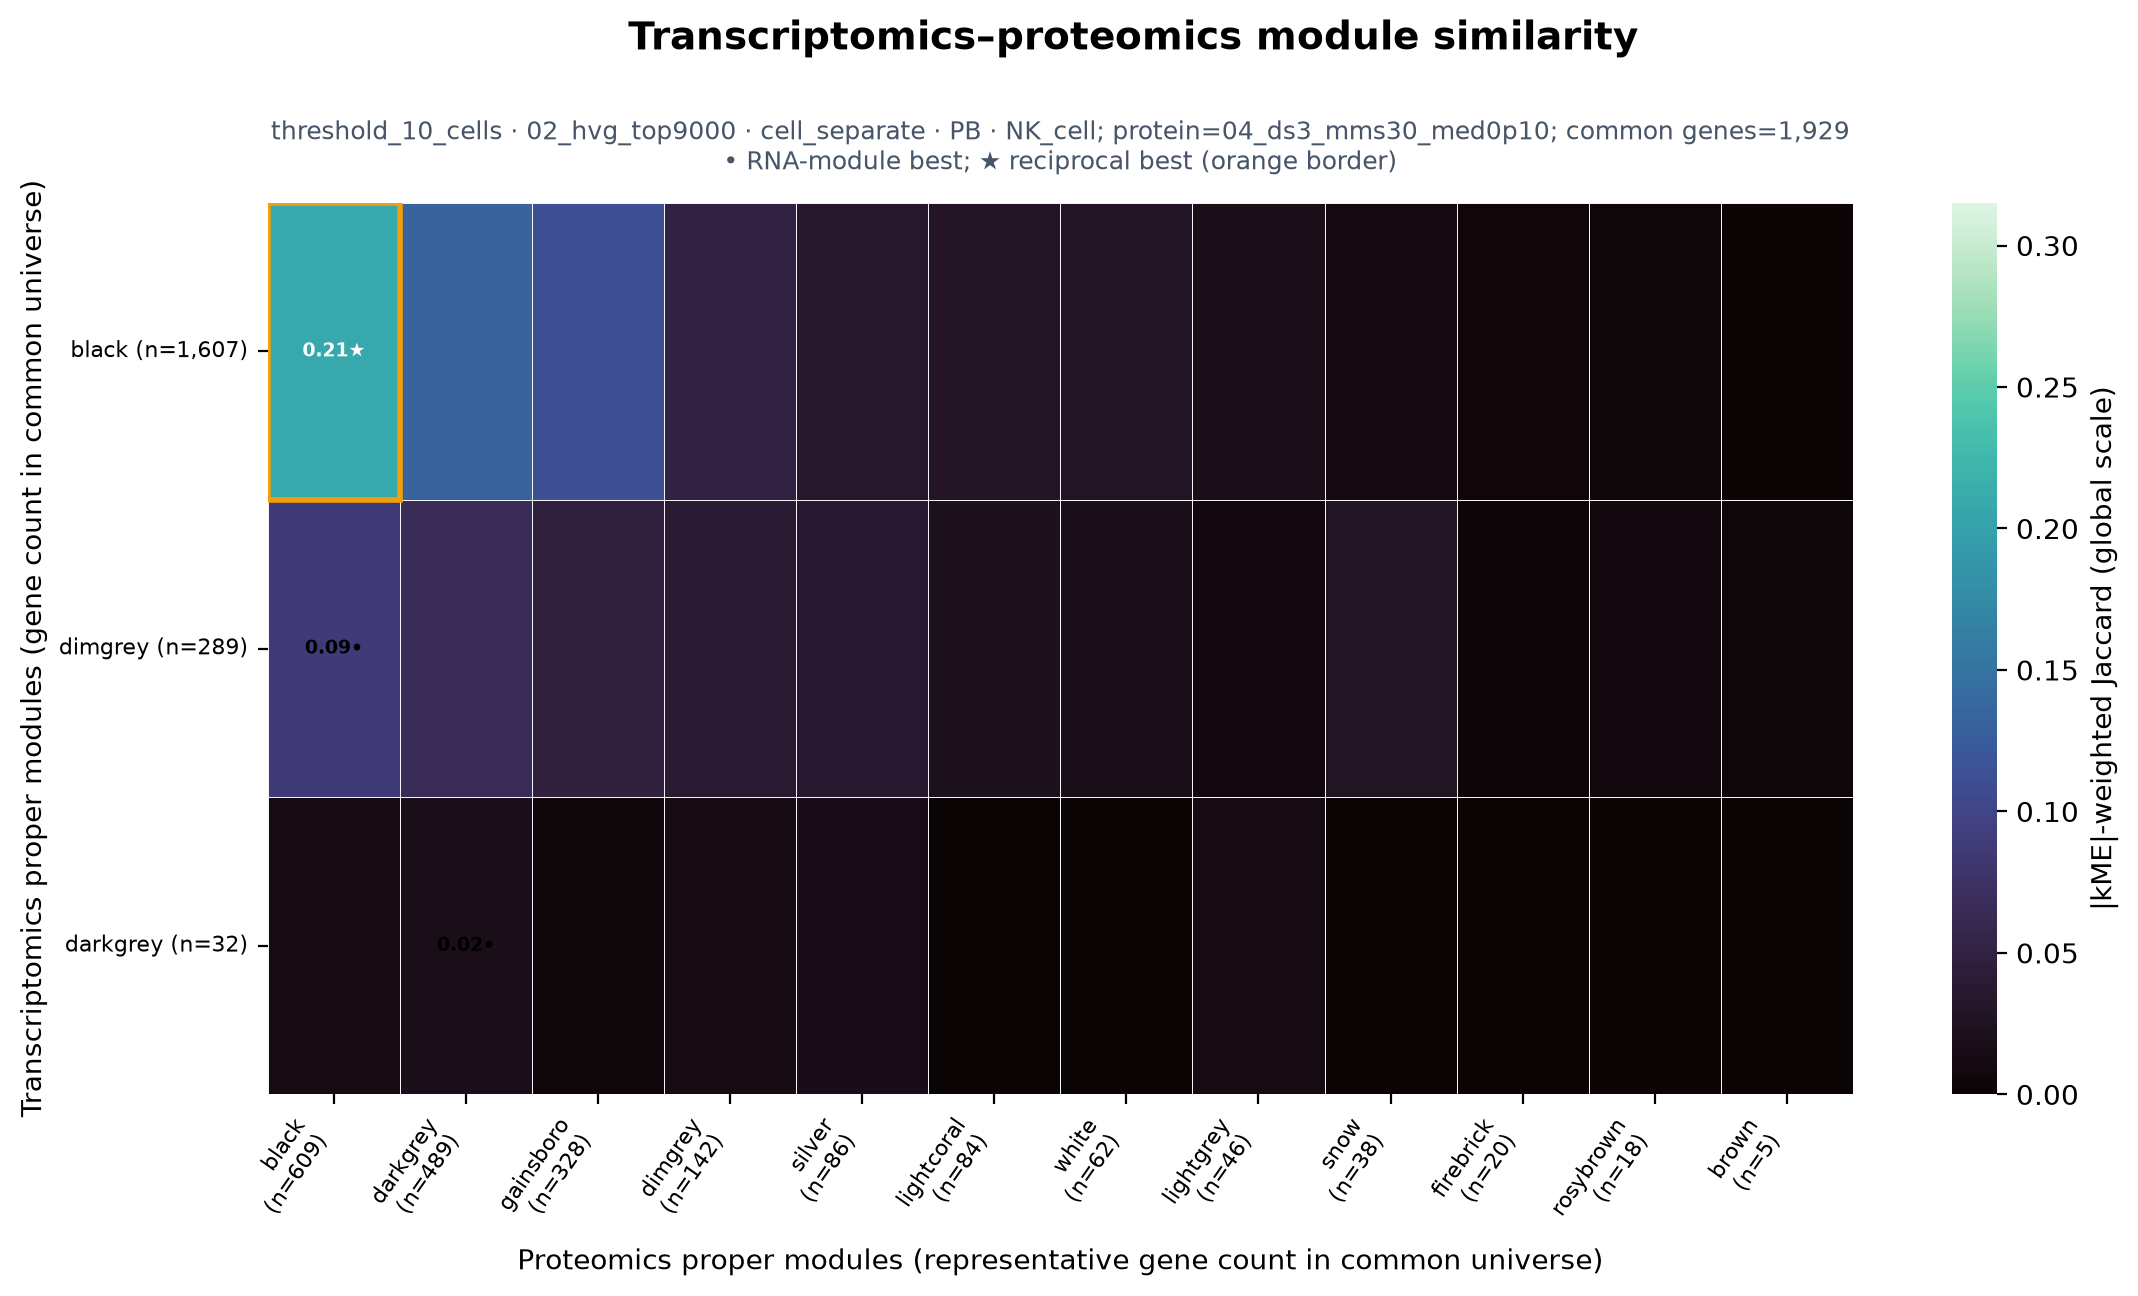 Transcriptomics–proteomics module similarity
threshold_10_cells · 02_hvg_top9000 · cell_separate · PB · NK_cell; protein=04_ds3_mms30_med0p10; common genes=1,929
• RNA-module best; ★ reciprocal best (orange border)
Transcriptomics proper modules (gene count in common universe)
black (n=1,607)
dimgrey (n=289)
darkgrey (n=32)
0.21★
0.09•
0.02•
black
(n=609)
darkgrey
(n=489)
gainsboro
(n=328)
dimgrey
(n=142)
silver
(n=86)
lightcoral
(n=84)
white
(n=62)
lightgrey
(n=46)
snow
(n=38)
firebrick
(n=20)
rosybrown
(n=18)
brown
(n=5)
Proteomics proper modules (representative gene count in common universe)
0.30
0.25
0.20
0.15
0.10
0.05
0.00
|kME|-weighted Jaccard (global scale)